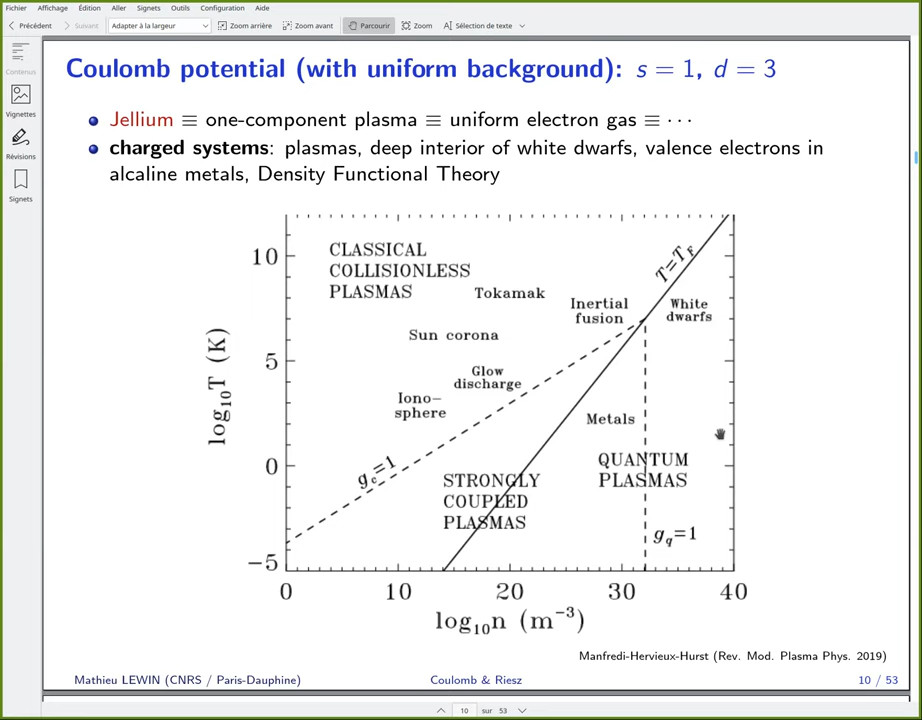 Fichier Affichage Édition Aller Signets Outils Configuration Aide
Précédent Suivant Adapter à la largeur Zoom arrière Zoom avant Parcourir Zoom Sélection de texte
Contenus
Vignettes
Révisions
Signets
Coulomb potential (with uniform background): s = 1, d = 3
Jellium ≡ one-component plasma ≡ uniform electron gas ≡ ···
charged systems: plasmas, deep interior of white dwarfs, valence electrons in
alcaline metals, Density Functional Theory
10
5
0
−5
log₁₀T (K)
CLASSICAL
COLLISIONLESS
PLASMAS
Tokamak
Inertial
fusion
T=T_F
White
dwarfs
Sun corona
Glow
discharge
Iono−
sphere
Metals
g_c=1
STRONGLY
COUPLED
PLASMAS
QUANTUM
PLASMAS
g_q=1
0 10 20 30 40
log₁₀n (m⁻³)
Manfredi-Hervieux-Hurst (Rev. Mod. Plasma Phys. 2019)
Mathieu LEWIN (CNRS / Paris-Dauphine) Coulomb & Riesz 10 / 53
10 sur 53